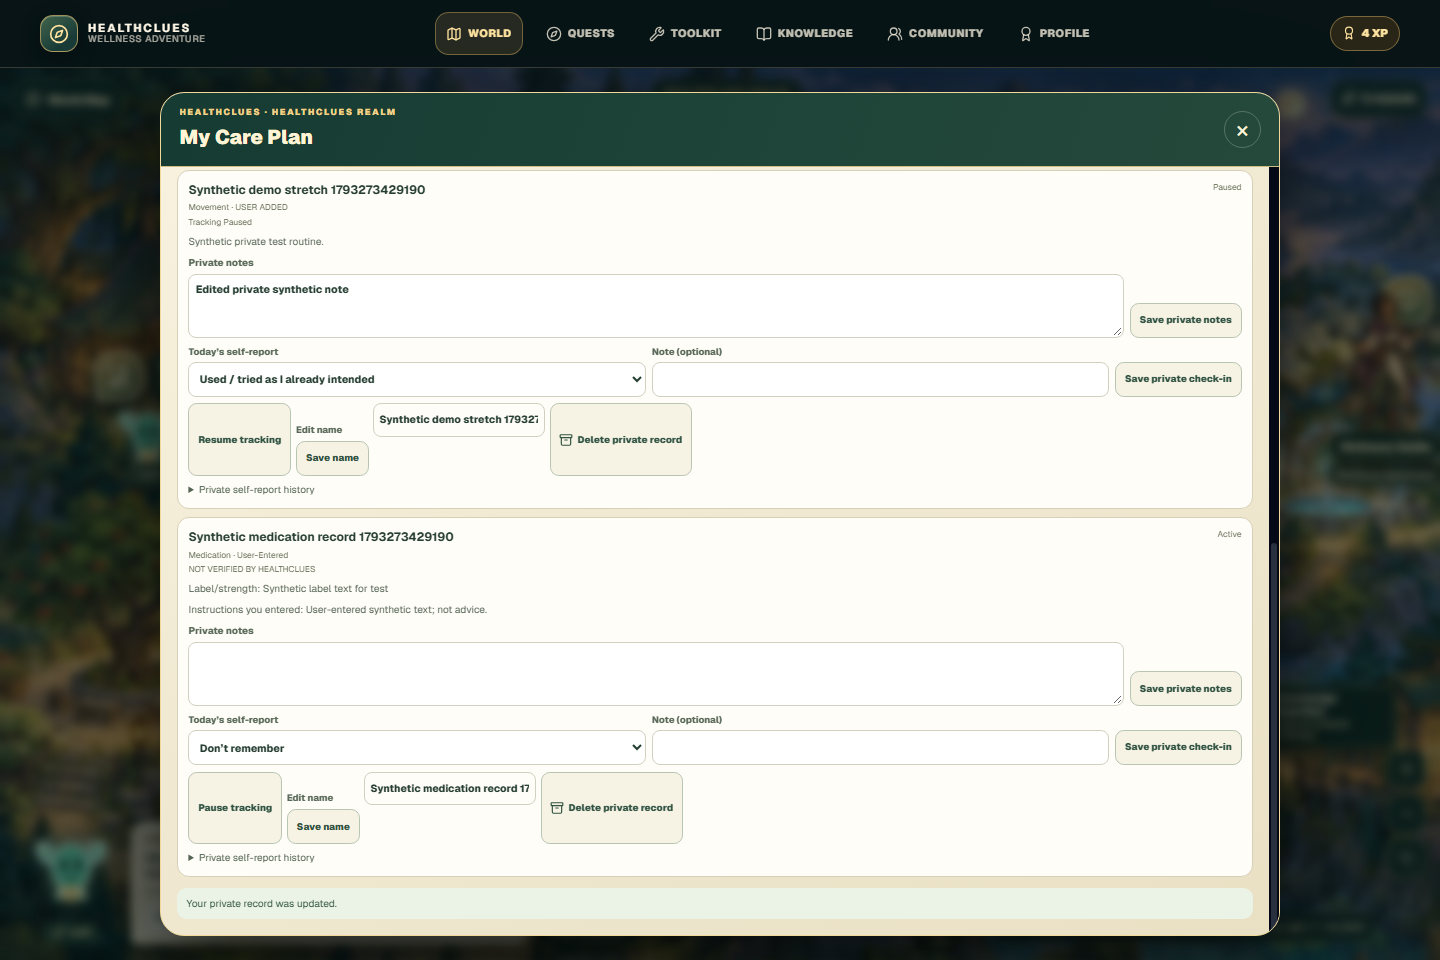 HEALTHCLUES
WELLNESS ADVENTURE
WORLD
QUESTS
TOOLKIT
KNOWLEDGE
COMMUNITY
PROFILE
4 XP
HEALTHCLUES · HEALTHCLUES REALM
My Care Plan
Synthetic demo stretch 1793273429190
Paused
Movement · USER ADDED
Tracking Paused
Synthetic private test routine.
Private notes
Edited private synthetic note
Save private notes
Today's self-report
Note (optional)
Used / tried as I already intended
Save private check-in
Resume tracking
Edit name
Synthetic demo stretch 17932
Save name
Delete private record
Private self-report history
Synthetic medication record 1793273429190
Active
Medication · User-Entered
NOT VERIFIED BY HEALTHCLUES
Label/strength: Synthetic label text for test
Instructions you entered: User-entered synthetic text; not advice.
Private notes
Save private notes
Today's self-report
Note (optional)
Don't remember
Save private check-in
Pause tracking
Edit name
Synthetic medication record 17
Save name
Delete private record
Private self-report history
Your private record was updated.